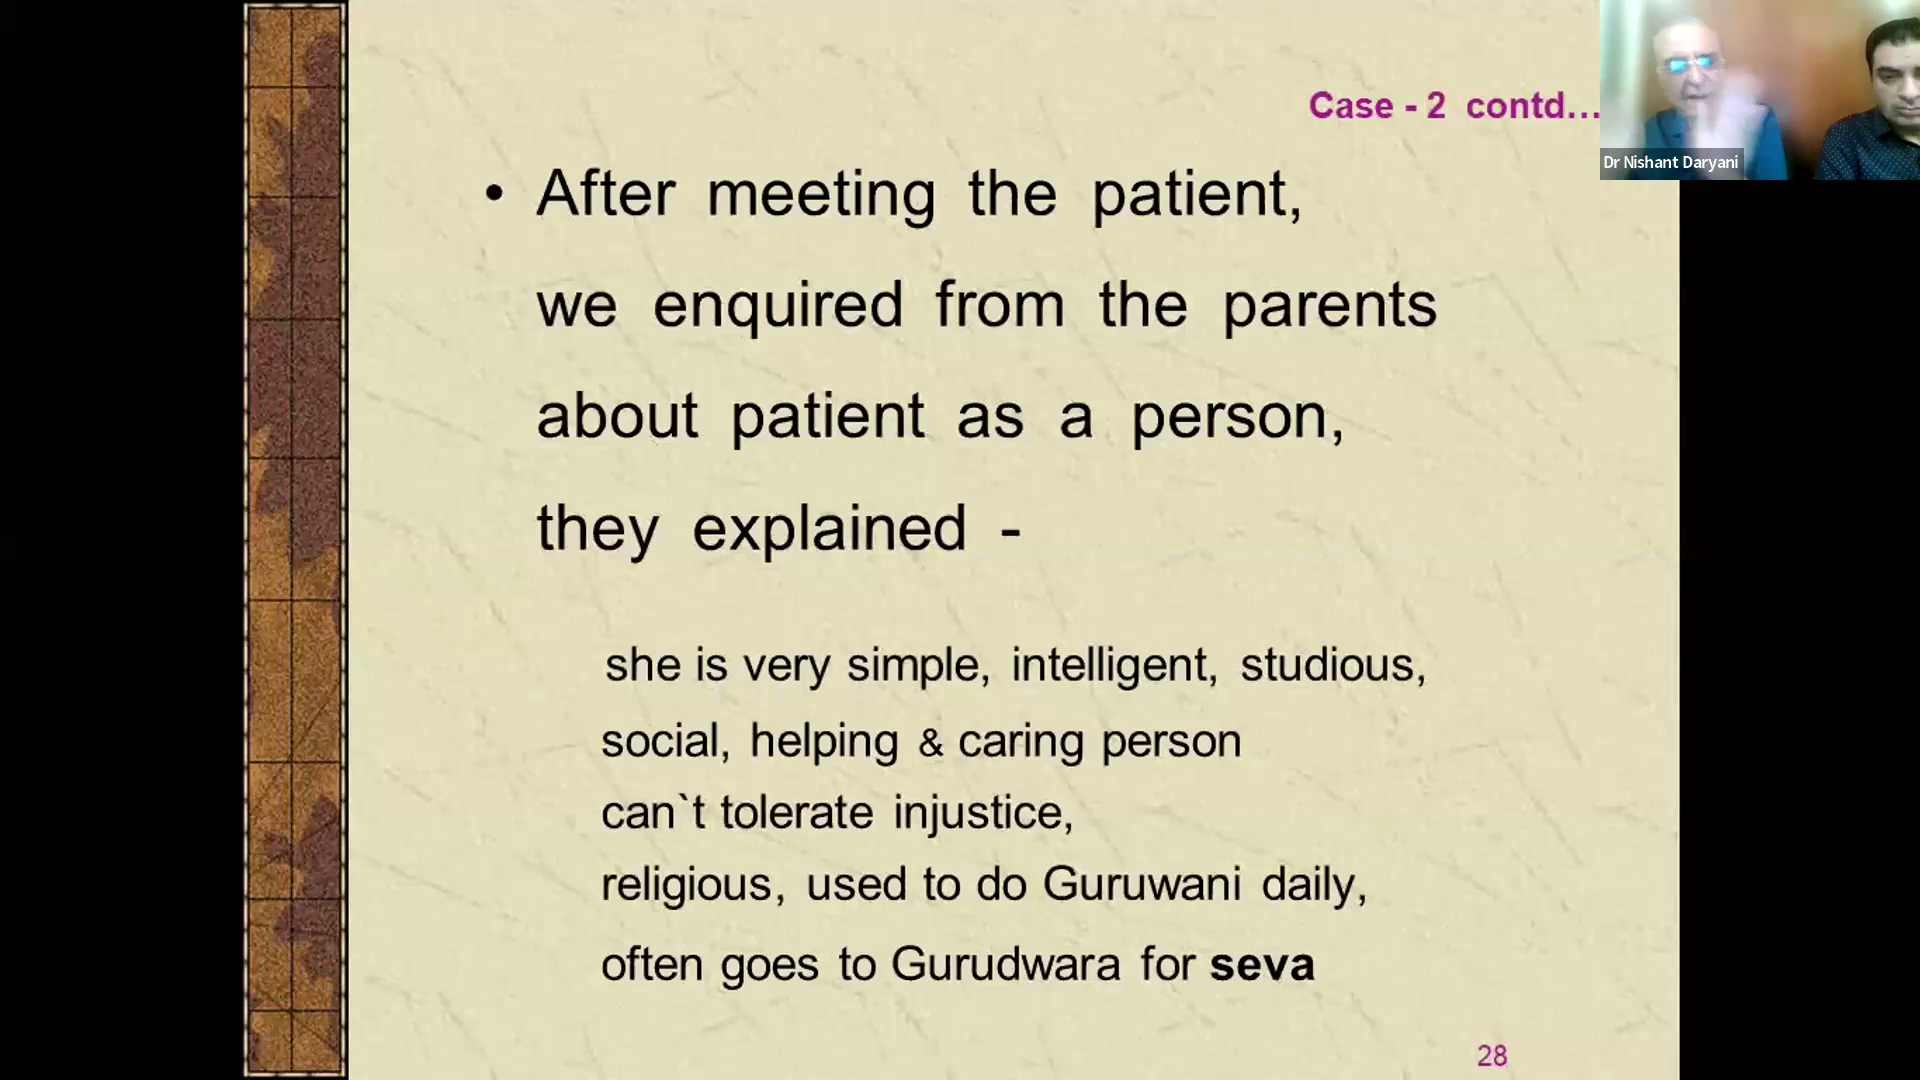 Case - 2 contd...
Dr Nishant Daryani
• After meeting the patient,
we enquired from the parents
about patient as a person,
they explained -
she is very simple, intelligent, studious,
social, helping & caring person
can`t tolerate injustice,
religious, used to do Guruwani daily,
often goes to Gurudwara for seva
28